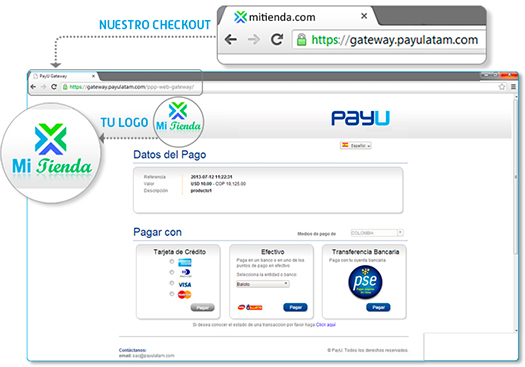 NUESTRO CHECKOUT
mitienda.com
https://gateway.payulatam.com
PayU Gateway
https://gateway.payulatam.com/ppp-web-gateway/
TU LOGO
Mi Tienda
Mi Tienda
PayU
Español
Datos del Pago
Referencia 2013-07-12 11:22:31
Valor USD 10.00 - COP 19.125.00
Descripción producto1
Pagar con
Medios de pago de COLOMBIA
Tarjeta de Crédito
VISA
MasterCard
Pagar
Efectivo
Paga en un banco o en uno de los puntos de pago en efectivo
Selecciona la entidad o banco:
Baloto
Pagar
Transferencia Bancaria
Paga con tu cuenta bancaria
pse
Pagar
Si desea conocer el estado de una transacción por favor haga Click aquí
Contáctenos:
email: sac@payulatam.com
© PayU. Todos los derechos reservados.